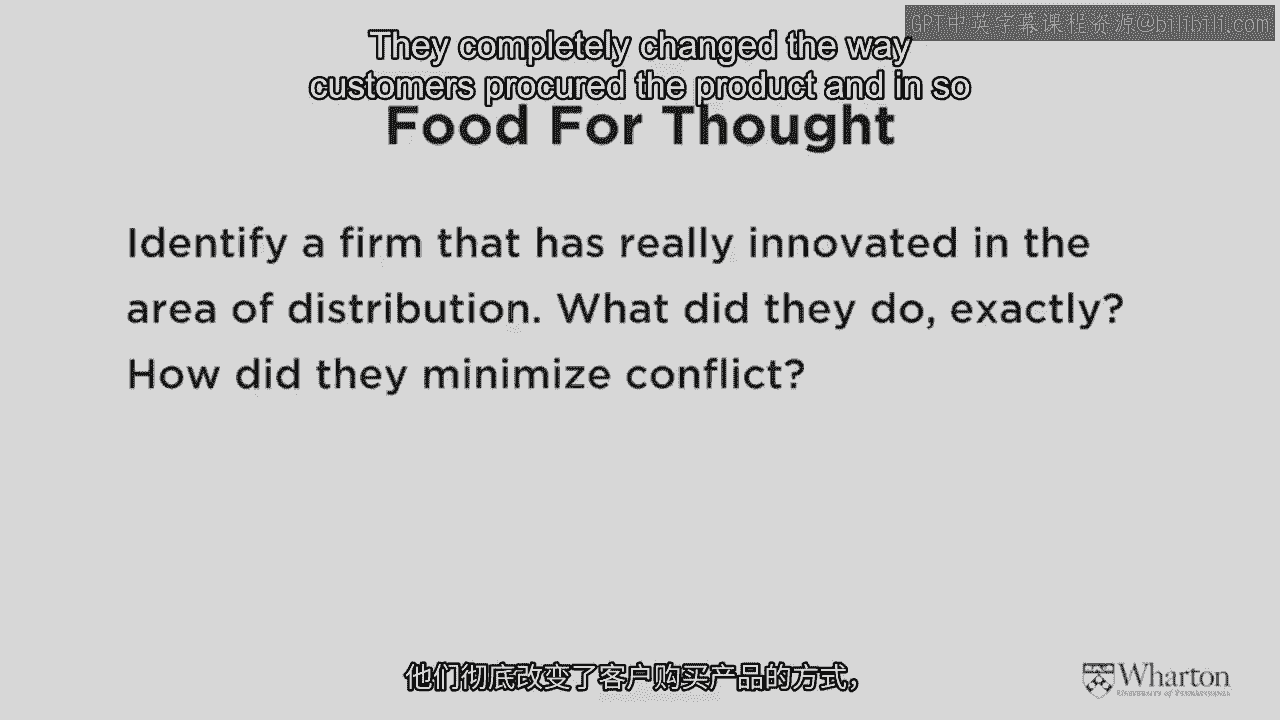 GPT中英字幕课程资源@bilibili.com
They completely changed the way
customers procured the product and in so
Food For Thought
Identify a firm that has really innovated in the
area of distribution. What did they do, exactly?
How did they minimize conflict?
他们彻底改变了客户购买产品的方式，
Wharton
University of Pennsylvania